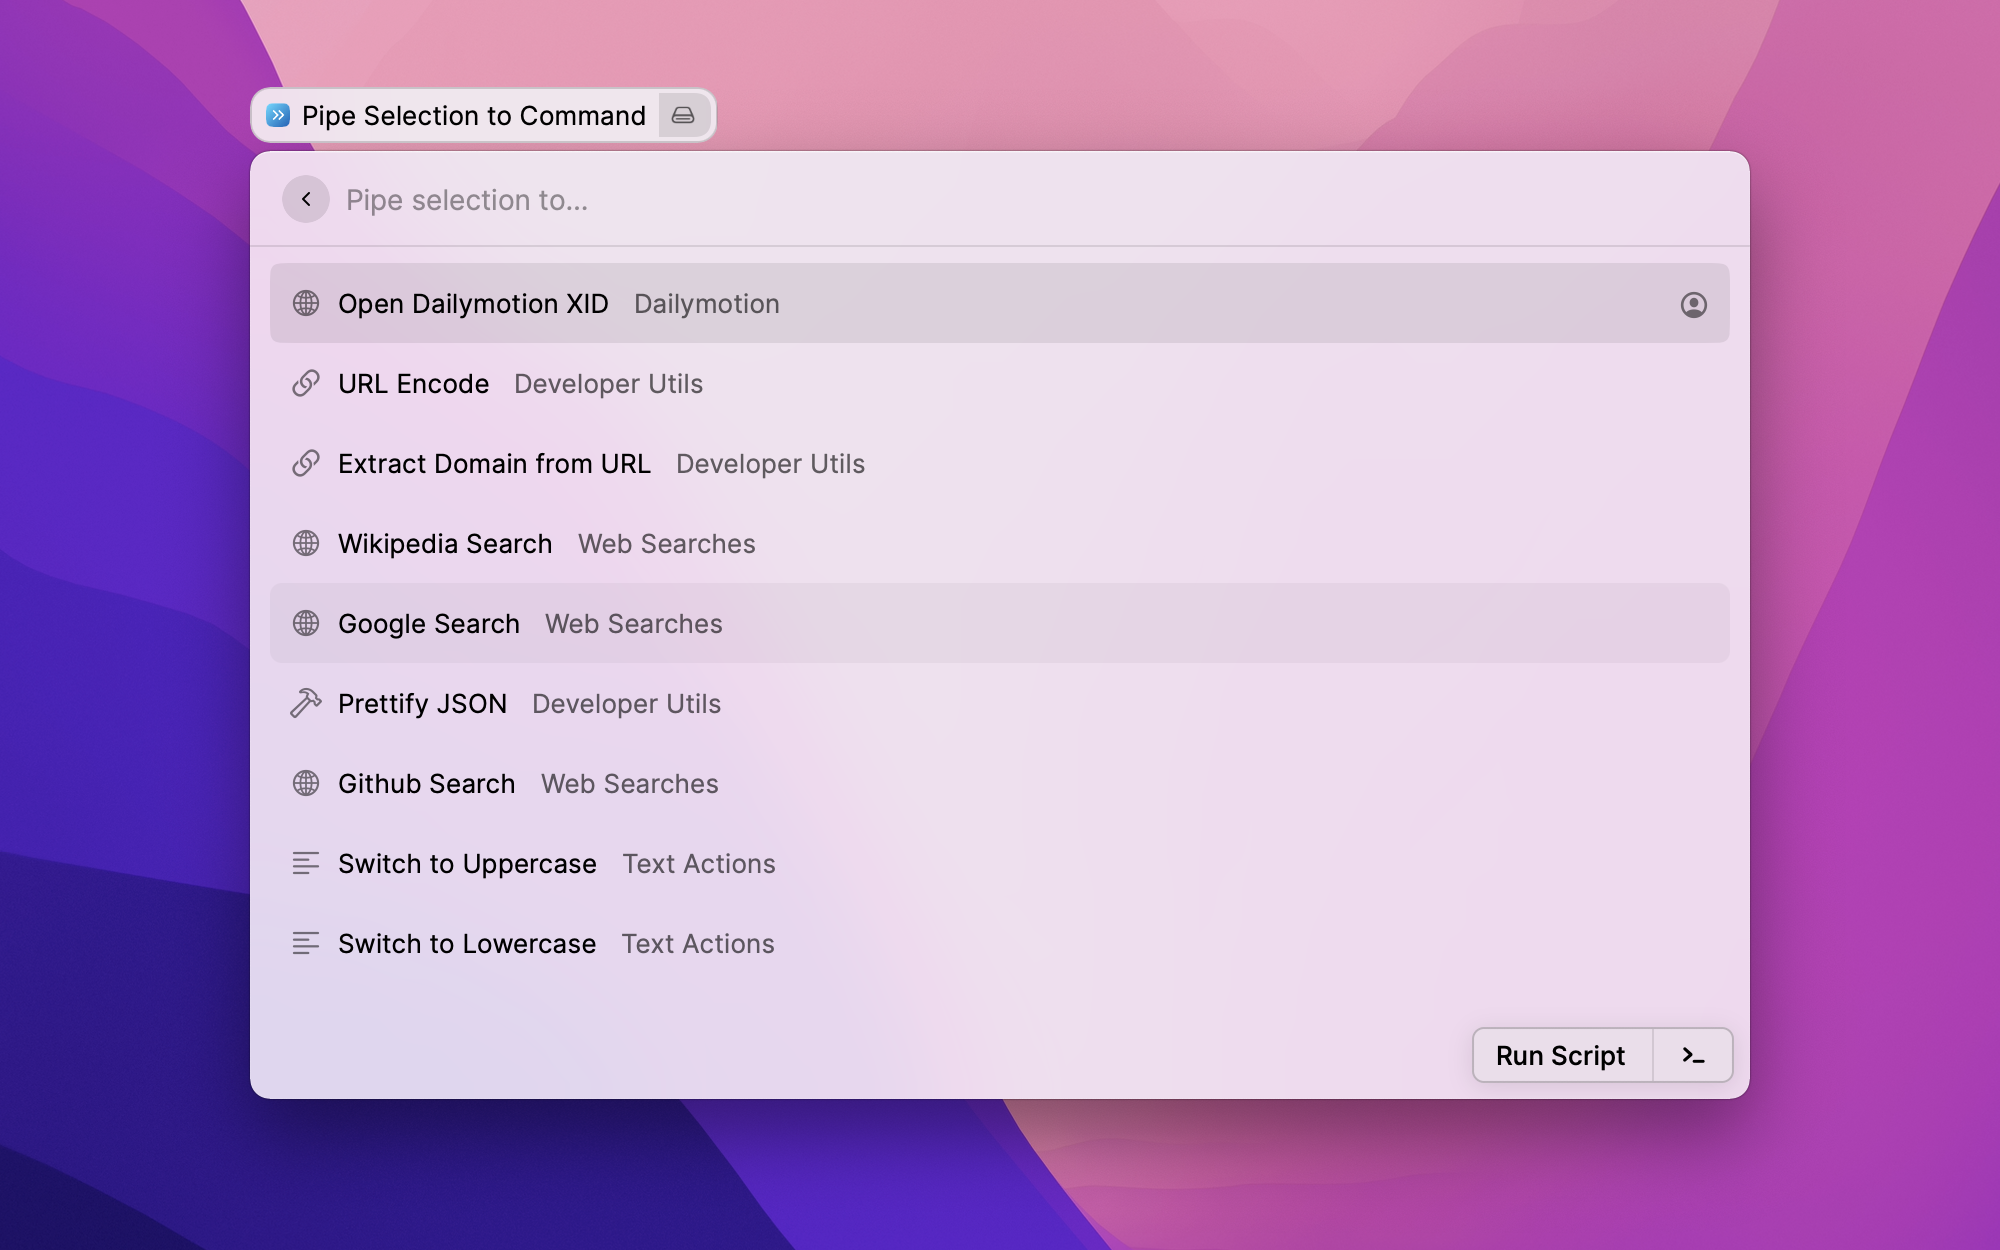 Pipe Selection to Command
Pipe selection to...
Open Dailymotion XID Dailymotion
URL Encode Developer Utils
Extract Domain from URL Developer Utils
Wikipedia Search Web Searches
Google Search Web Searches
Prettify JSON Developer Utils
Github Search Web Searches
Switch to Uppercase Text Actions
Switch to Lowercase Text Actions
Run Script